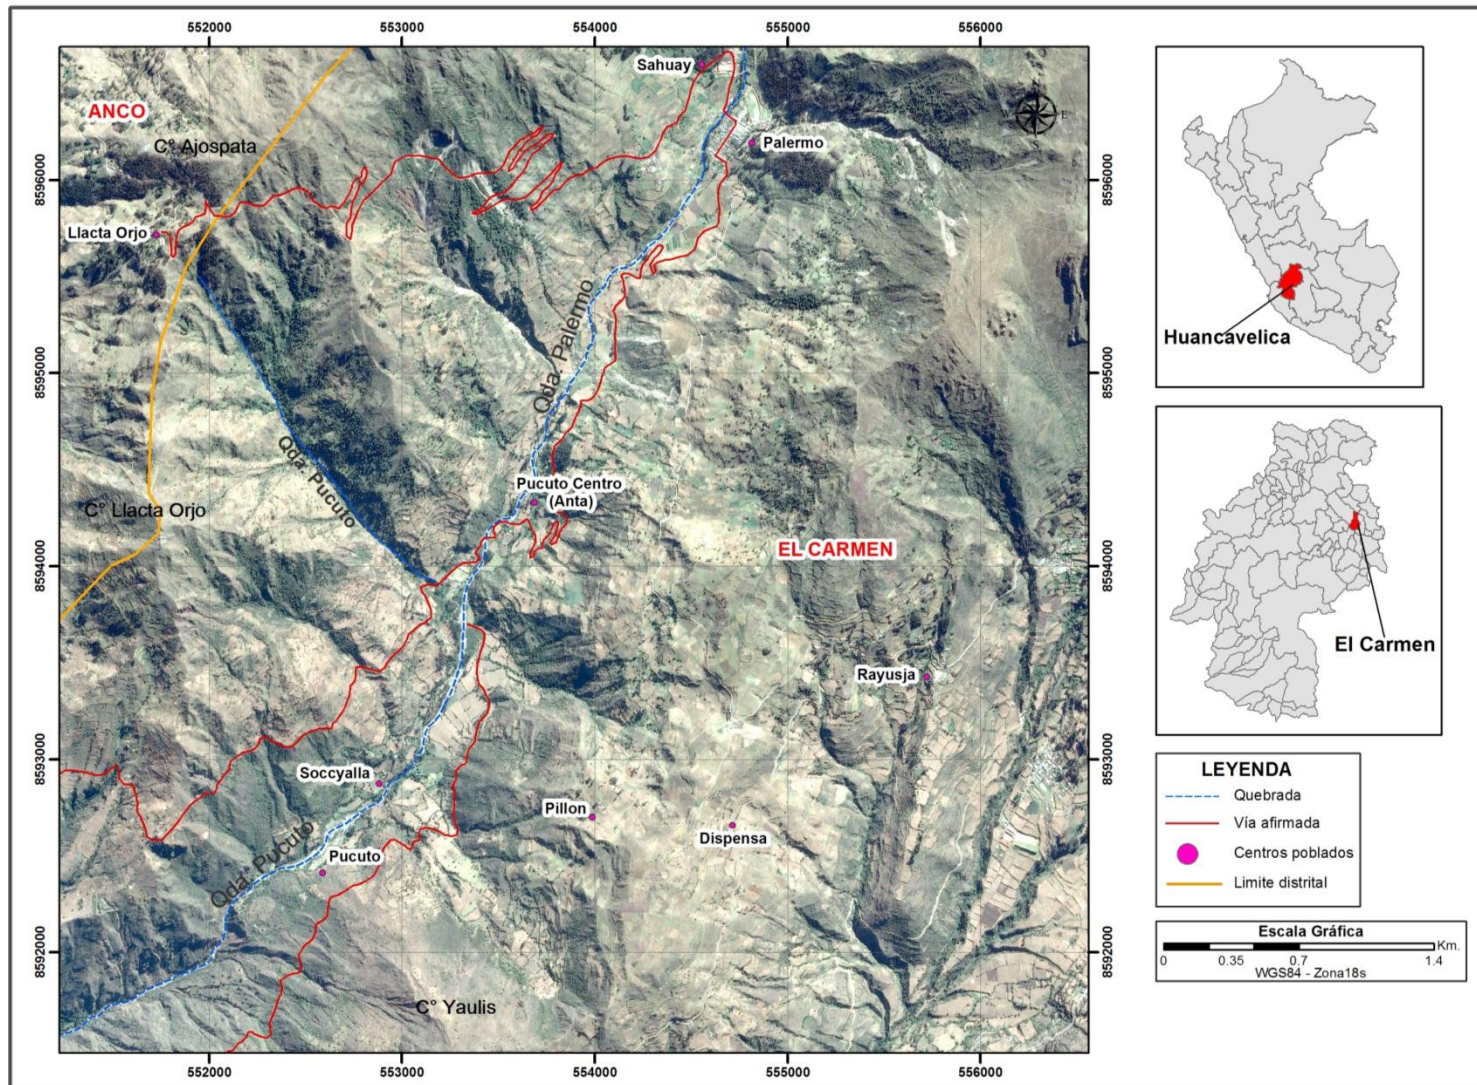 552000 553000 554000 555000 556000
Sahuay
ANCO
C° Ajospata
Palermo
8596000
8596000
Llacta Orjo
Qda. Palermo
8595000
8595000
Qda. Pucuto
Pucuto Centro
(Anta)
C° Llacta Orjo
EL CARMEN
8594000
8594000
Rayusja
8593000
8593000
Soccyalla
Pillon
Dispensa
Qda. Pucuto
Pucuto
8592000
8592000
C° Yaulis
552000 553000 554000 555000 556000
E
Huancavelica
El Carmen
LEYENDA
Quebrada
Vía afirmada
Centros poblados
Limite distrital
Escala Gráfica
Km.
0 0.35 0.7 1.4
WGS84 - Zona18s